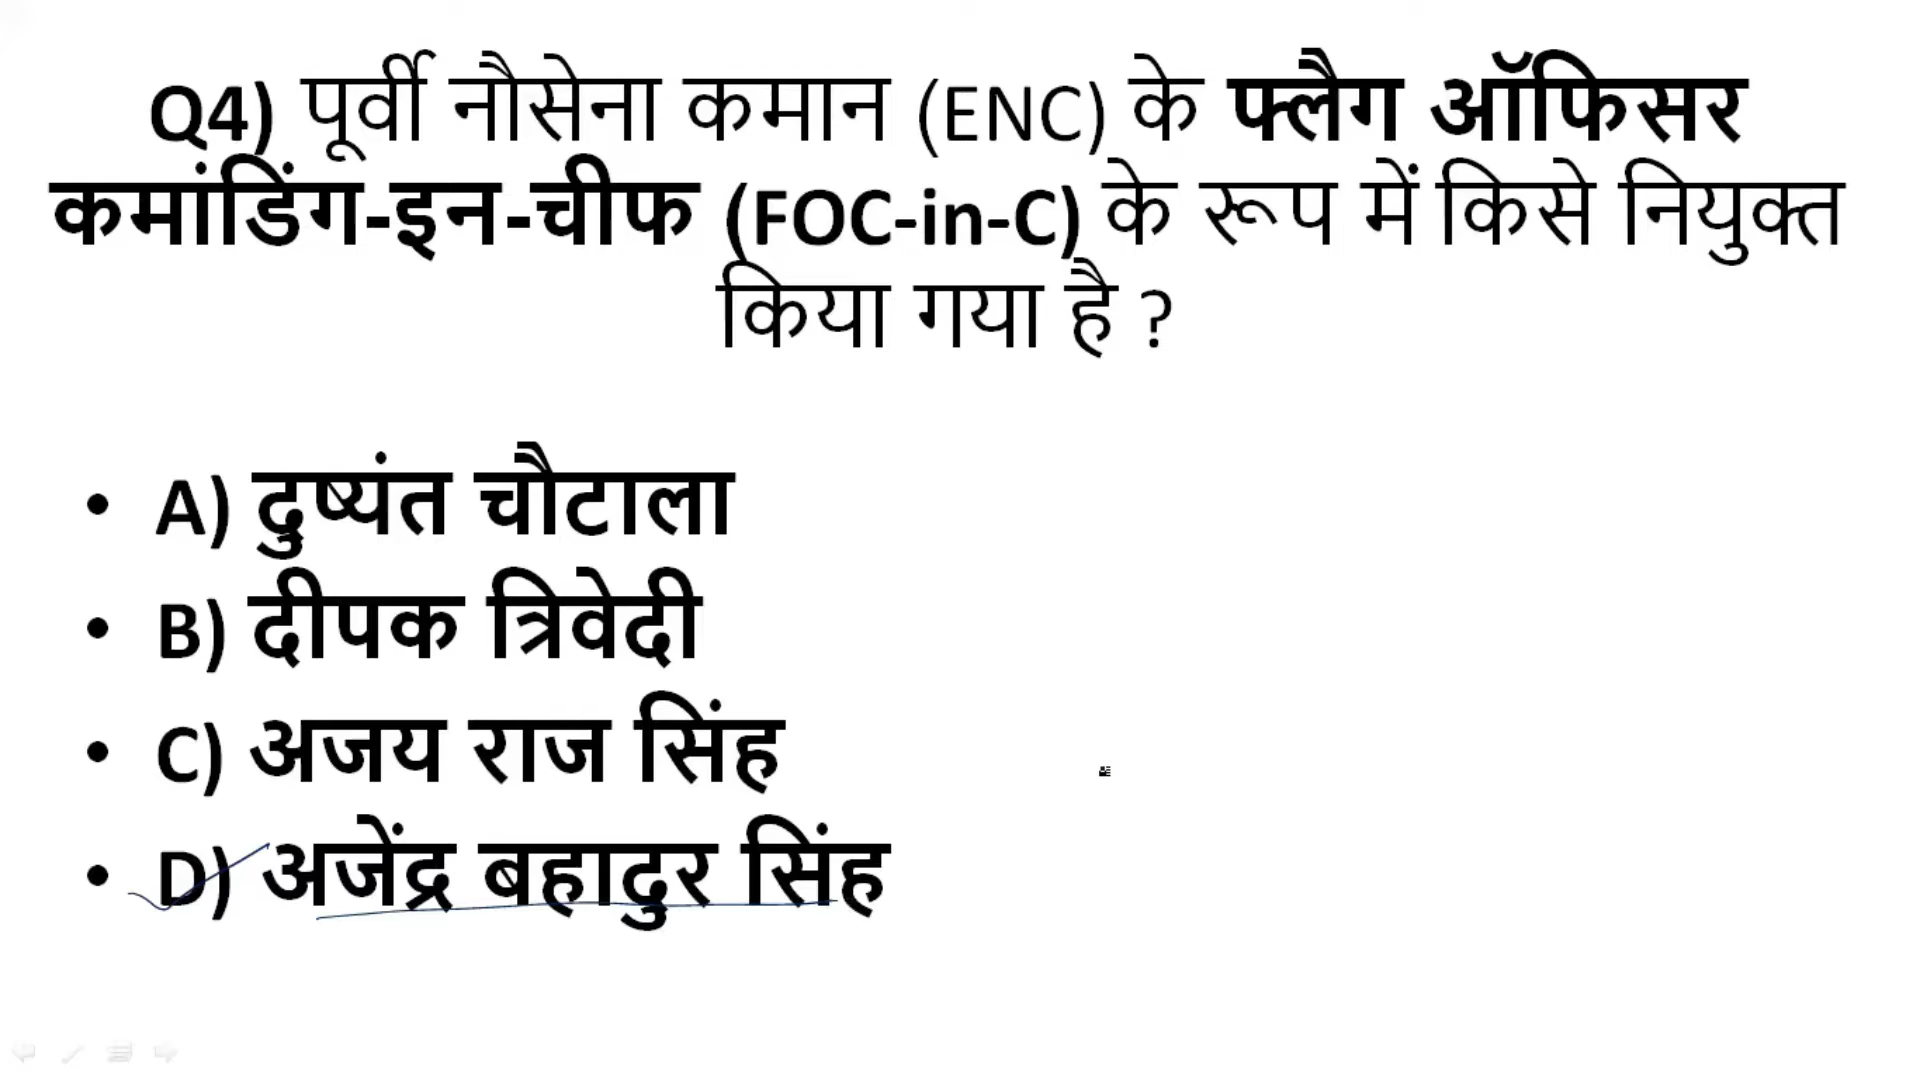 Q4) पूर्वी नौसेना कमान (ENC) के फ्लैग ऑफिसर
कमांडिंग-इन-चीफ (FOC-in-C) के रूप में किसे नियुक्त
किया गया है ?
• A) दुष्यंत चौटाला
• B) दीपक त्रिवेदी
• C) अजय राज सिंह
• D) अजेंद्र बहादुर सिंह